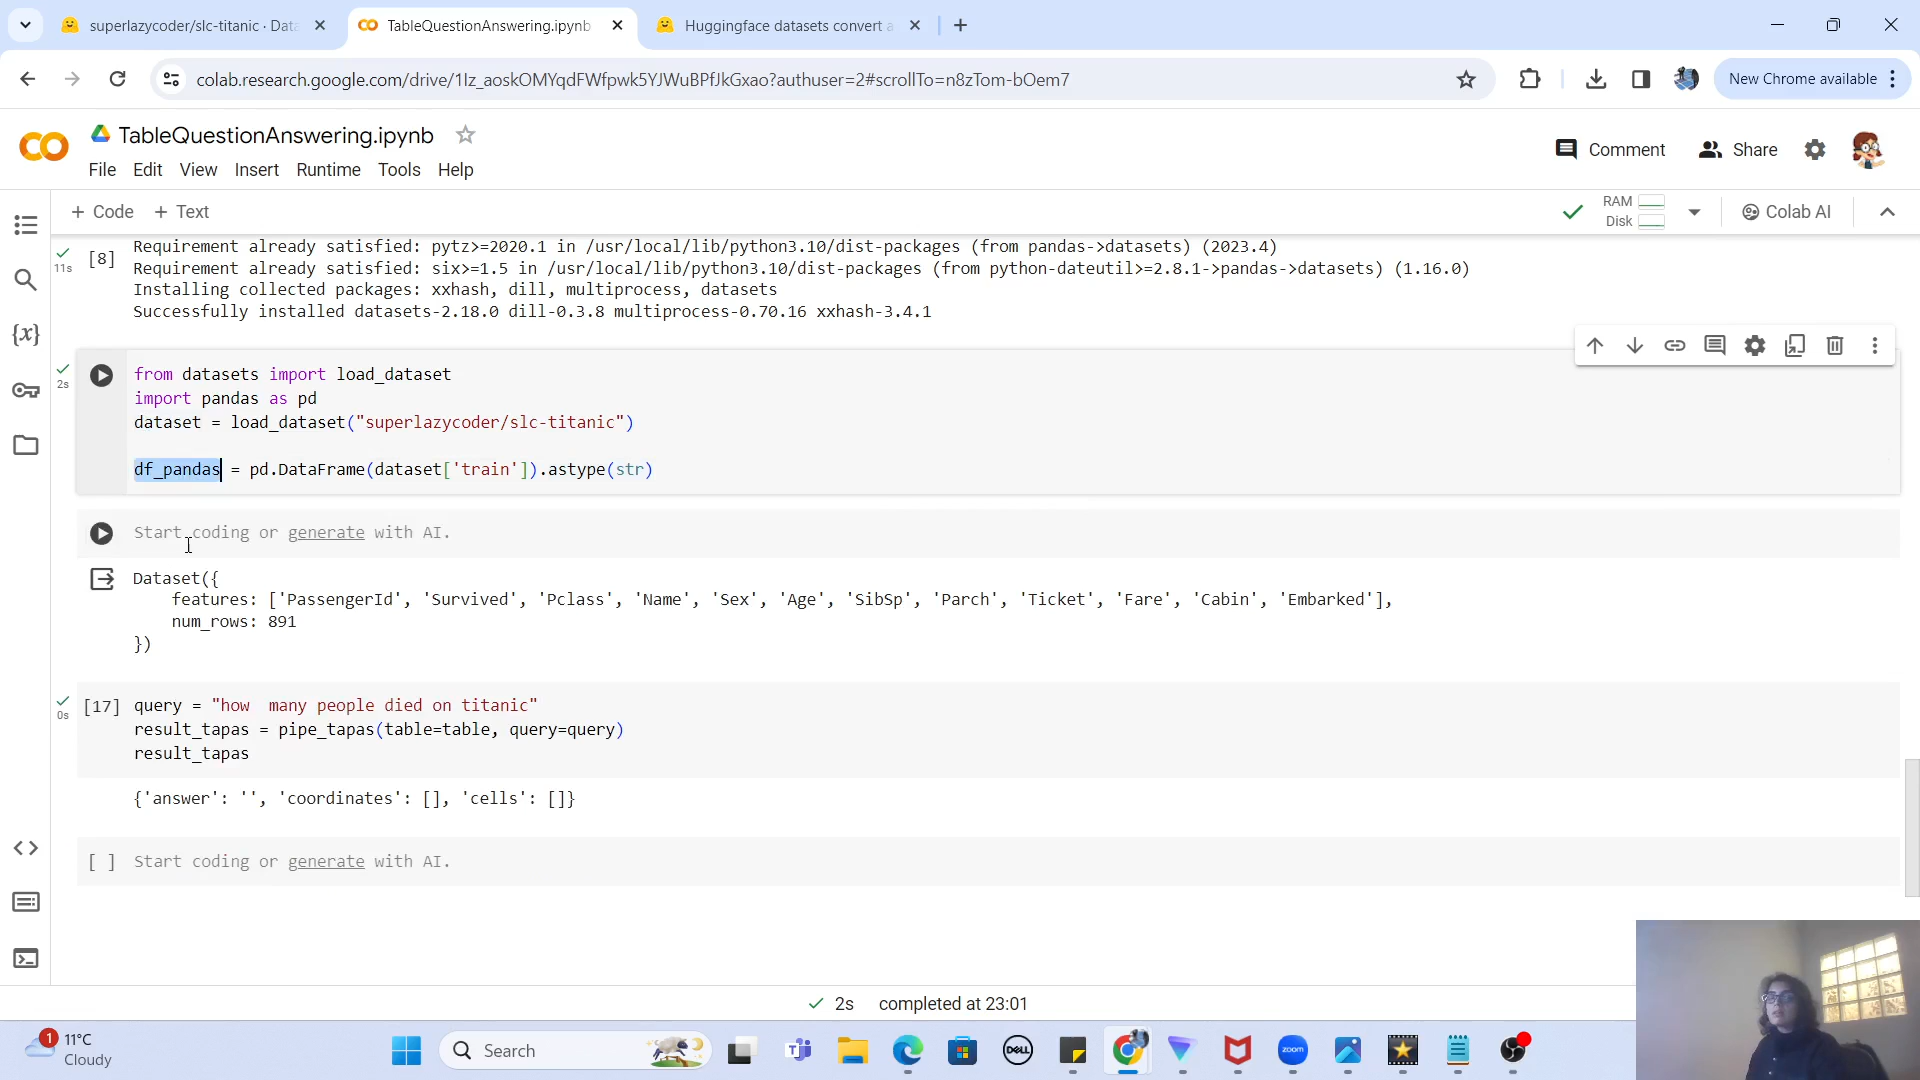 superlazycoder/slc-titanic · Data
TableQuestionAnswering.ipynb
Huggingface datasets convert a
colab.research.google.com/drive/1Iz_aoskOMYqdFWfpwk5YJWuBPfJkGxao?authuser=2#scrollTo=n8zTom-bOem7
New Chrome available
TableQuestionAnswering.ipynb
File Edit View Insert Runtime Tools Help
Comment
Share
+ Code + Text
RAM
Disk
Colab AI
11s
[8]
Requirement already satisfied: pytz>=2020.1 in /usr/local/lib/python3.10/dist-packages (from pandas->datasets) (2023.4)
Requirement already satisfied: six>=1.5 in /usr/local/lib/python3.10/dist-packages (from python-dateutil>=2.8.1->pandas->datasets) (1.16.0)
Installing collected packages: xxhash, dill, multiprocess, datasets
Successfully installed datasets-2.18.0 dill-0.3.8 multiprocess-0.70.16 xxhash-3.4.1
2s
from datasets import load_dataset
import pandas as pd
dataset = load_dataset("superlazycoder/slc-titanic")
df_pandas = pd.DataFrame(dataset['train']).astype(str)
Start coding or generate with AI.
Dataset({
features: ['PassengerId', 'Survived', 'Pclass', 'Name', 'Sex', 'Age', 'SibSp', 'Parch', 'Ticket', 'Fare', 'Cabin', 'Embarked'],
num_rows: 891
})
0s
[17] query = "how  many people died on titanic"
result_tapas = pipe_tapas(table=table, query=query)
result_tapas
{'answer': '', 'coordinates': [], 'cells': []}
[ ] Start coding or generate with AI.
2s completed at 23:01
1
11°C
Cloudy
Search
DELL
zoom